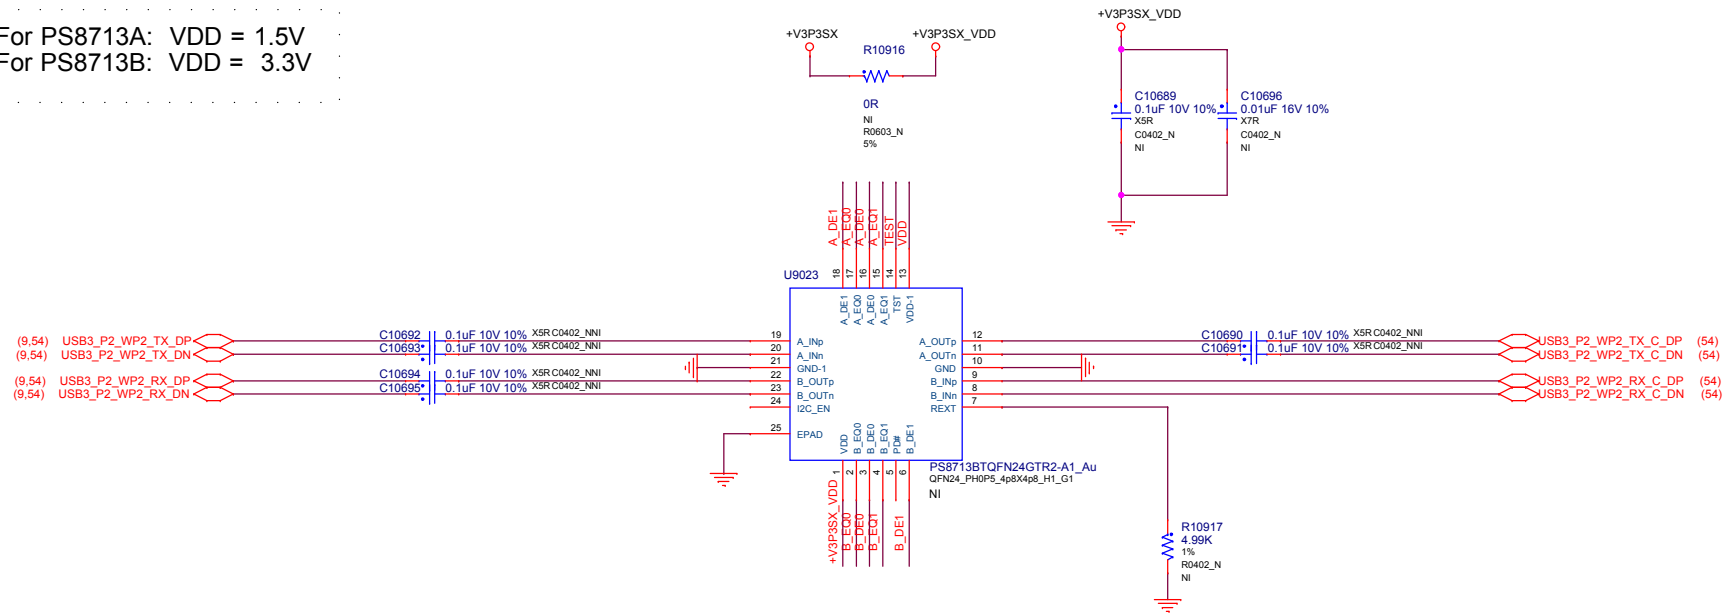 For PS8713A: VDD = 1.5V
For PS8713B: VDD = 3.3V
+V3P3SX
+V3P3SX_VDD
R10916
0R
NI
R0603_N
5%
+V3P3SX_VDD
C10689
0.1uF 10V 10%
X5R
C0402_N
NI
C10696
0.01uF 16V 10%
X7R
C0402_N
NI
A_DE1
A_EQ0
A_DE0
A_EQ1
TEST
VDD
U9023
18
17
16
15
14
13
A_DE1
A_EQ0
A_DE0
A_EQ1
TST
VDD-1
(9,54) USB3_P2_WP2_TX_DP
(9,54) USB3_P2_WP2_TX_DN
(9,54) USB3_P2_WP2_RX_DP
(9,54) USB3_P2_WP2_RX_DN
C10692 0.1uF 10V 10% X5R C0402_NNI
C10693 0.1uF 10V 10% X5R C0402_NNI
C10694 0.1uF 10V 10% X5R C0402_NNI
C10695 0.1uF 10V 10% X5R C0402_NNI
19 A_INp
20 A_INn
21 GND-1
22 B_OUTp
23 B_OUTn
24 I2C_EN
25 EPAD
A_OUTp 12
A_OUTn 11
GND 10
B_INp 9
B_INn 8
REXT 7
C10690 0.1uF 10V 10% X5R C0402_NNI
C10691 0.1uF 10V 10% X5R C0402_NNI
USB3_P2_WP2_TX_C_DP (54)
USB3_P2_WP2_TX_C_DN (54)
USB3_P2_WP2_RX_C_DP (54)
USB3_P2_WP2_RX_C_DN (54)
VDD
B_EQ0
B_DE0
B_EQ1
PD#
B_DE1
1
2
3
4
5
6
PS8713BTQFN24GTR2-A1_Au
QFN24_PH0P5_4p8X4p8_H1_G1
NI
+V3P3SX_VDD
B_EQ0
B_DE0
B_EQ1
B_DE1
R10917
4.99K
1%
R0402_N
NI